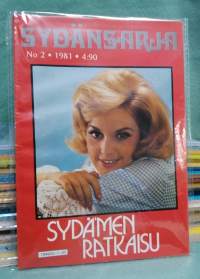 SYDÄNSARJA
No 2 • 1981 • 4:90
SYDÄMEN
RATKAISU